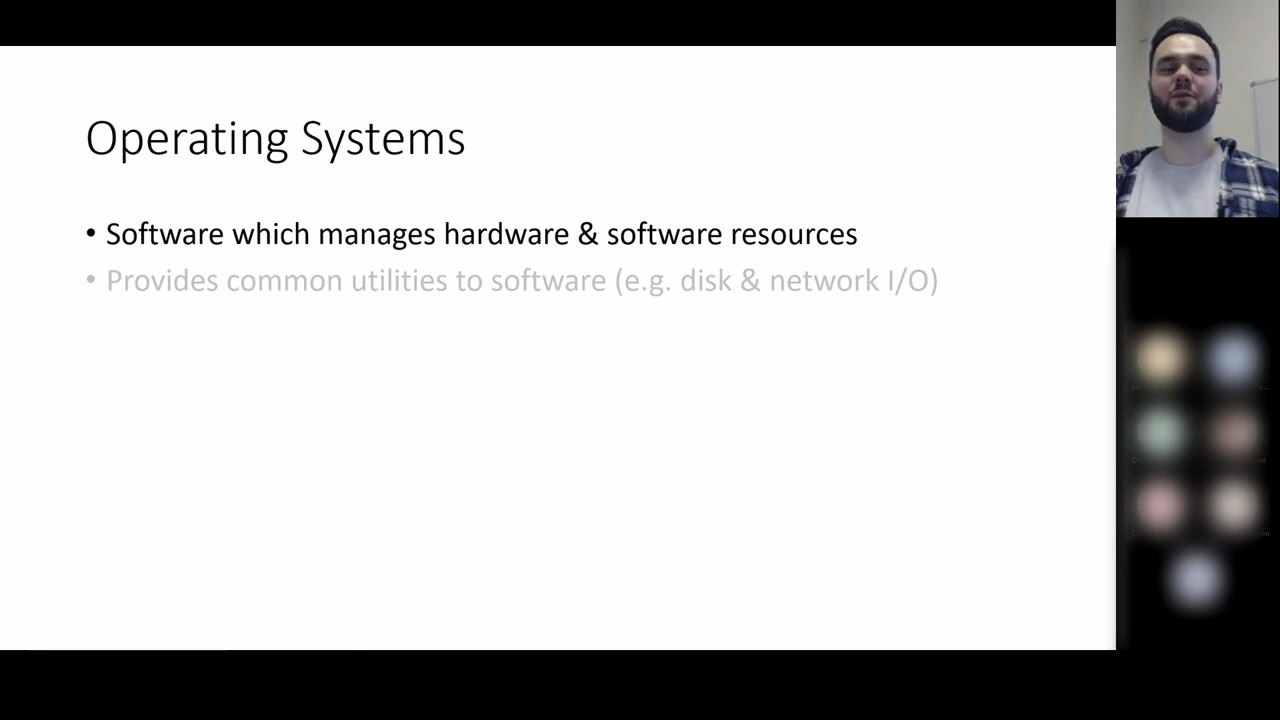 Operating Systems
• Software which manages hardware & software resources
• Provides common utilities to software (e.g. disk & network I/O)